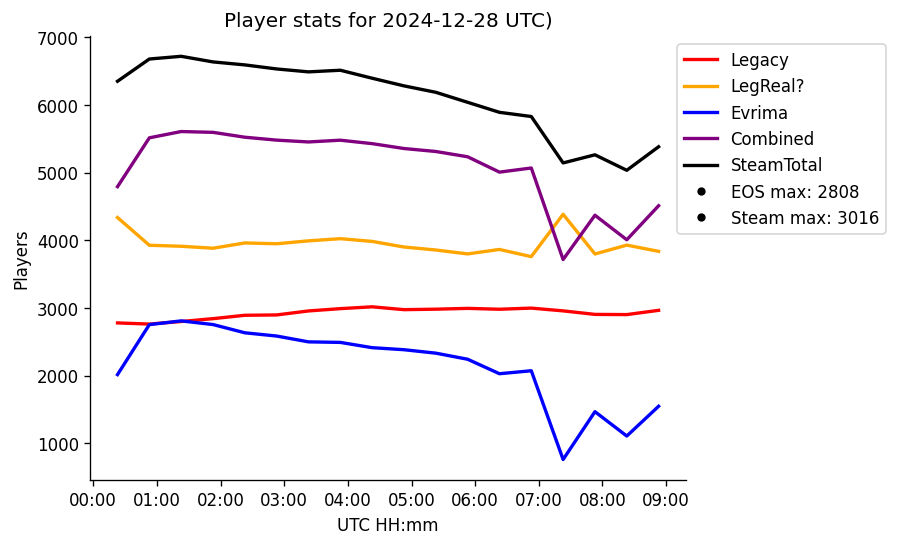 Player stats for 2024-12-28 UTC)
7000
6000
5000
4000
3000
2000
1000
Players
00:00 01:00 02:00 03:00 04:00 05:00 06:00 07:00 08:00 09:00
UTC HH:mm
Legacy
LegReal?
Evrima
Combined
SteamTotal
EOS max: 2808
Steam max: 3016